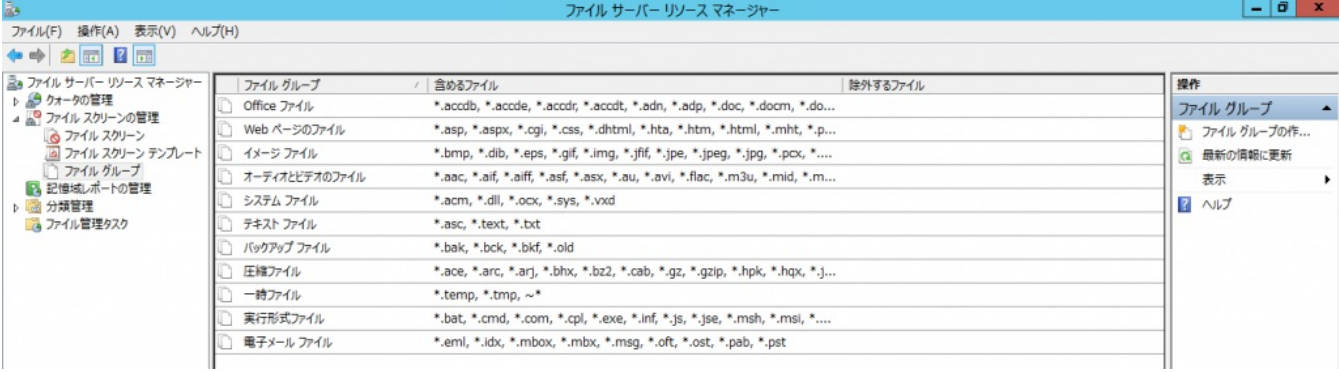 ファイル サーバー リソース マネージャー
ファイル(F) 操作(A) 表示(V) ヘルプ(H)
ファイル サーバー リソース マネージャー
クォータの管理
ファイル スクリーンの管理
ファイル スクリーン
ファイル スクリーン テンプレート
ファイル グループ
記憶域レポートの管理
分類管理
ファイル管理タスク
ファイル グループ 含めるファイル 除外するファイル
Office ファイル *.accdb, *.accde, *.accdr, *.accdt, *.adn, *.adp, *.doc, *.docm, *.do...
Web ページのファイル *.asp, *.aspx, *.cgi, *.css, *.dhtml, *.hta, *.htm, *.html, *.mht, *.p...
イメージ ファイル *.bmp, *.dib, *.eps, *.gif, *.img, *.jfif, *.jpe, *.jpeg, *.jpg, *.pcx, *....
オーディオとビデオのファイル *.aac, *.aif, *.aiff, *.asf, *.asx, *.au, *.avi, *.flac, *.m3u, *.mid, *.m...
システム ファイル *.acm, *.dll, *.ocx, *.sys, *.vxd
テキスト ファイル *.asc, *.text, *.txt
バックアップ ファイル *.bak, *.bck, *.bkf, *.old
圧縮ファイル *.ace, *.arc, *.arj, *.bhx, *.bz2, *.cab, *.gz, *.gzip, *.hpk, *.hqx, *.j...
一時ファイル *.temp, *.tmp, ~*
実行形式ファイル *.bat, *.cmd, *.com, *.cpl, *.exe, *.inf, *.js, *.jse, *.msh, *.msi, *....
電子メール ファイル *.eml, *.idx, *.mbox, *.mbx, *.msg, *.oft, *.ost, *.pab, *.pst
操作
ファイル グループ
ファイル グループの作...
最新の情報に更新
表示
ヘルプ